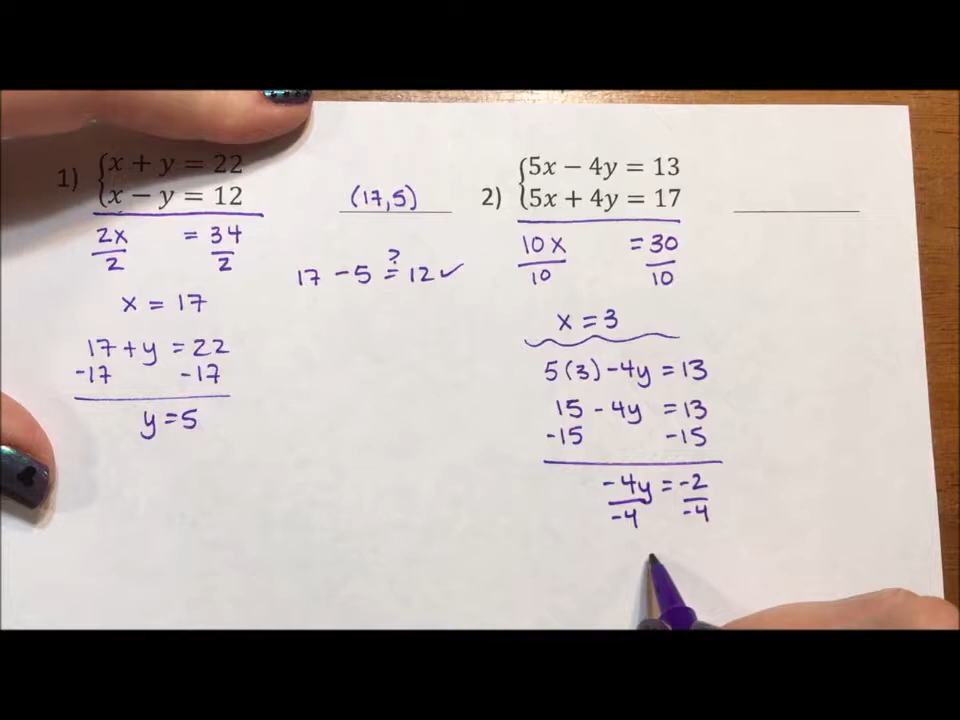 1) {x + y = 22
{x − y = 12
2x = 34
2 2
x = 17
17 + y = 22
-17 -17
y = 5
(17,5)
17 - 5 ≟ 12 ✓
2) {5x − 4y = 13
{5x + 4y = 17
10x = 30
10 10
x = 3
5(3) - 4y = 13
15 - 4y = 13
-15 -15
-4y = -2
-4 -4